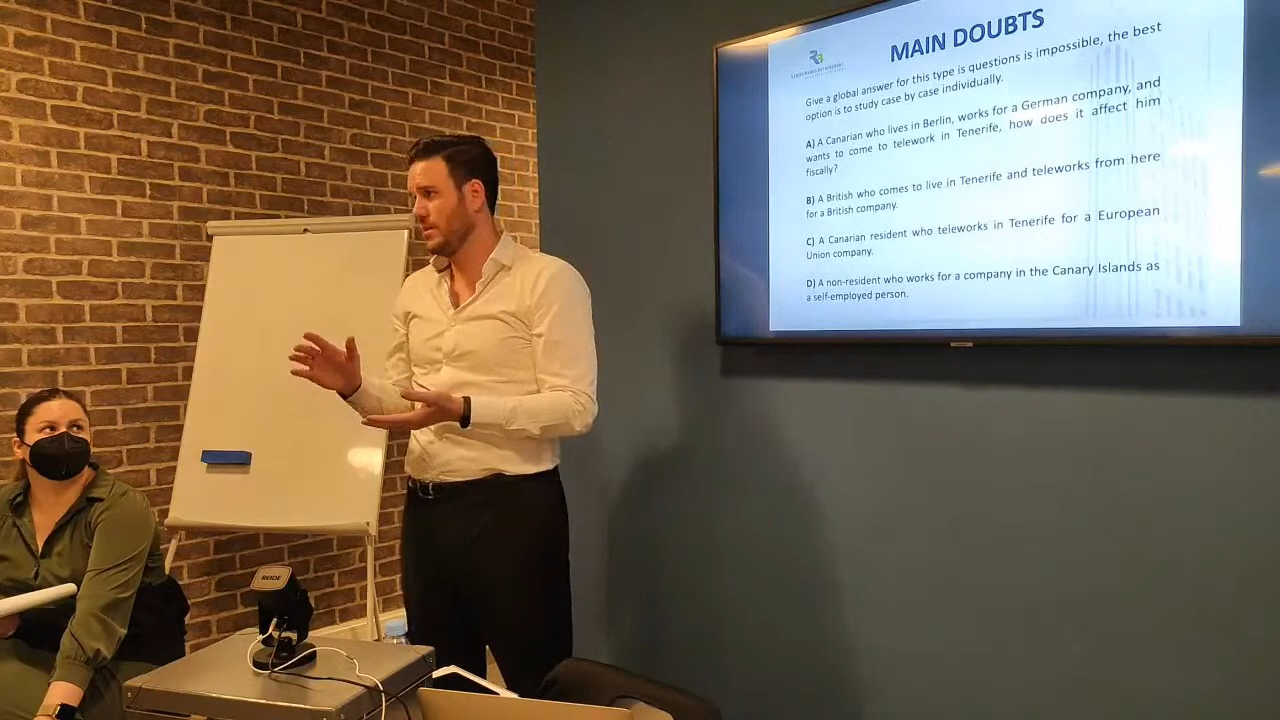 MAIN DOUBTS
Give a global answer for this type is questions is impossible, the best
option is to study case by case individually.
A) A Canarian who lives in Berlin, works for a German company, and
wants to come to telework in Tenerife, how does it affect him
fiscally?
B) A British who comes to live in Tenerife and teleworks from here
for a British company.
C) A Canarian resident who teleworks in Tenerife for a European
Union company.
D) A non-resident who works for a company in the Canary Islands as
a self-employed person.
RODE